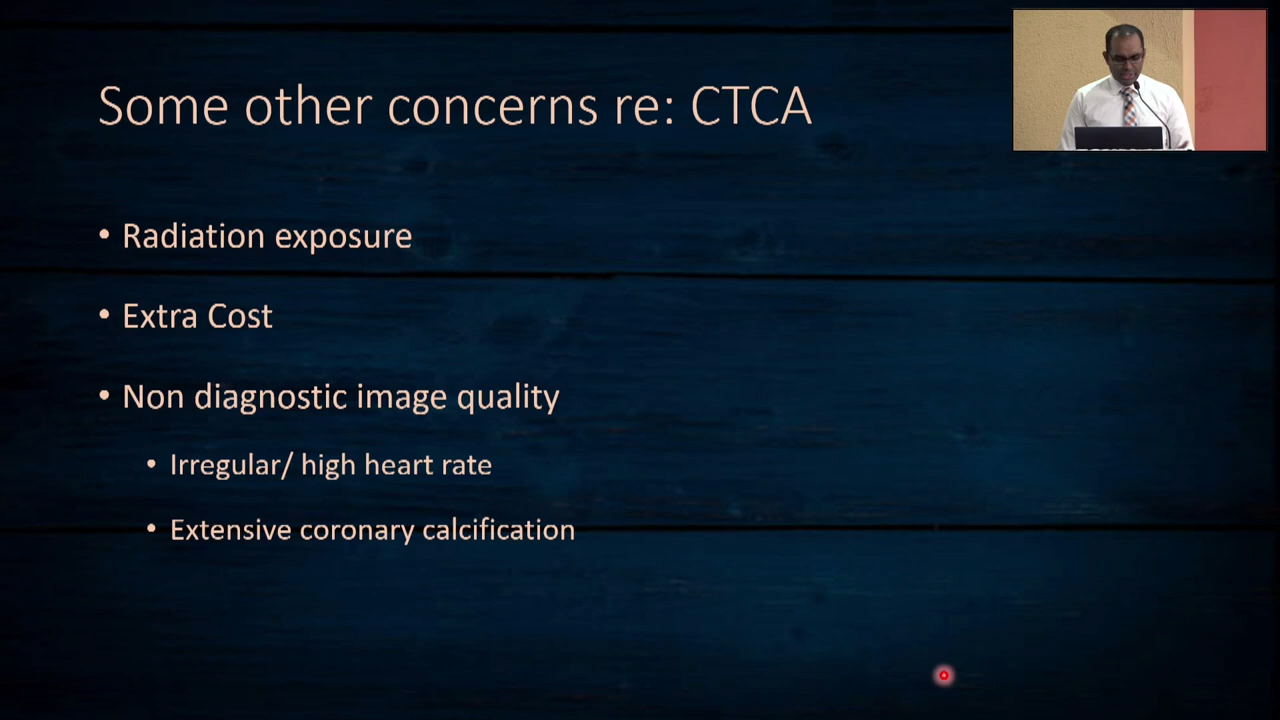 Some other concerns re: CTCA
• Radiation exposure
• Extra Cost
• Non diagnostic image quality
• Irregular/ high heart rate
• Extensive coronary calcification